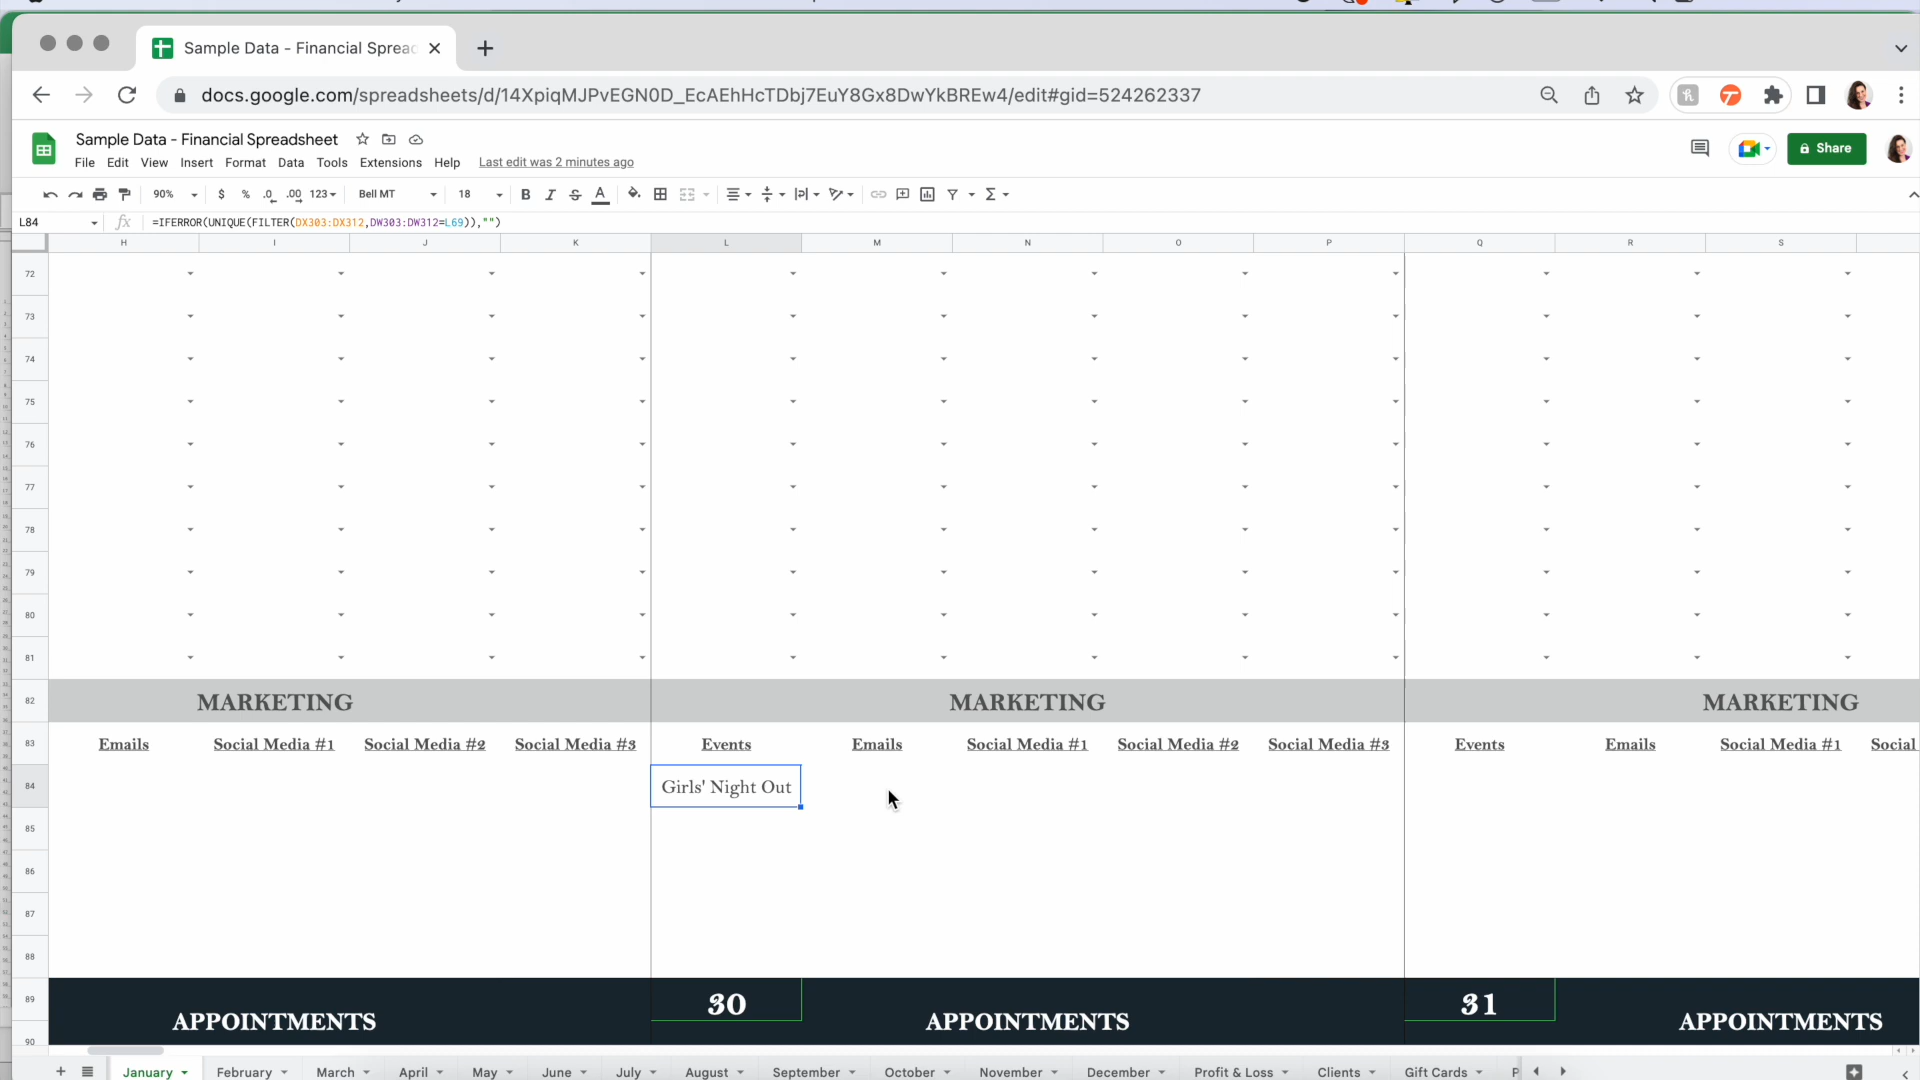 Sample Data - Financial Spreac
docs.google.com/spreadsheets/d/14XpiqMJPvEGN0D_EcAEhHcTDbj7EuY8Gx8DwYkBREw4/edit#gid=524262337
Sample Data - Financial Spreadsheet
File Edit View Insert Format Data Tools Extensions Help Last edit was 2 minutes ago
Share
90% $ % .0 .00 123 Bell MT 18 B I S A Σ
L84 fx =IFERROR(UNIQUE(FILTER(DX303:DX312,DW303:DW312=L69)),"")
H I J K L M N O P Q R S
72
73
74
75
76
77
78
79
80
81
82 MARKETING MARKETING MARKETING
83 Emails Social Media #1 Social Media #2 Social Media #3 Events Emails Social Media #1 Social Media #2 Social Media #3 Events Emails Social Media #1 Social
84 Girls' Night Out
85
86
87
88
89 30 31
90 APPOINTMENTS APPOINTMENTS APPOINTMENTS
January February March April May June July August September October November December Profit & Loss Clients Gift Cards P